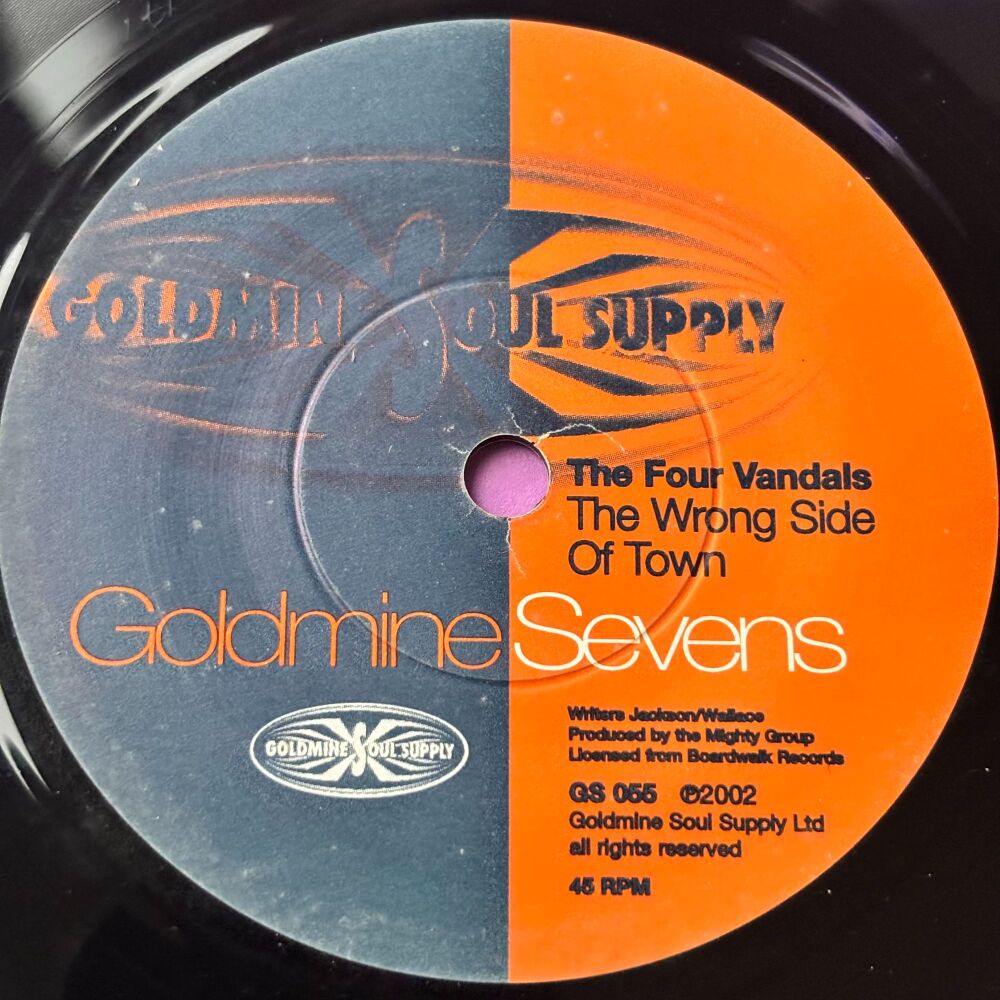 GOLDMINE SOUL SUPPLY
The Four Vandals
The Wrong Side
Of Town
Goldmine Sevens
GOLDMINE SOUL SUPPLY
Writers Jackson/Wallace
Produced by the Mighty Group
Licensed from Boardwalk Records
GS 055 ℗2002
Goldmine Soul Supply Ltd
all rights reserved
45 RPM